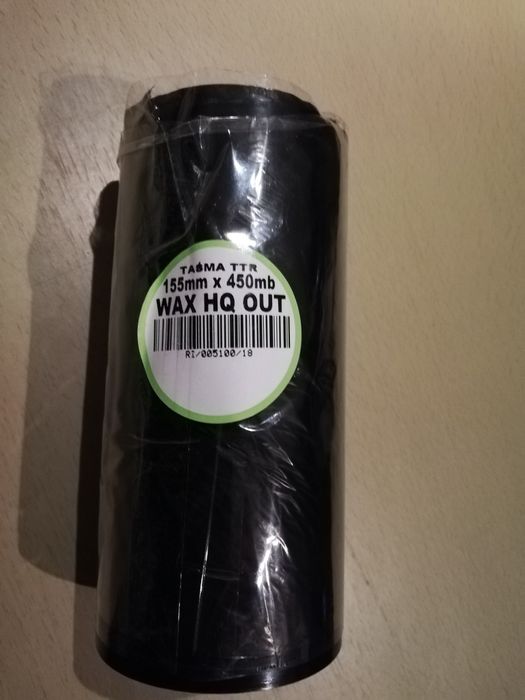 TAŚMA TTR
155mm x 450mb
WAX HQ OUT
RI/005100/18